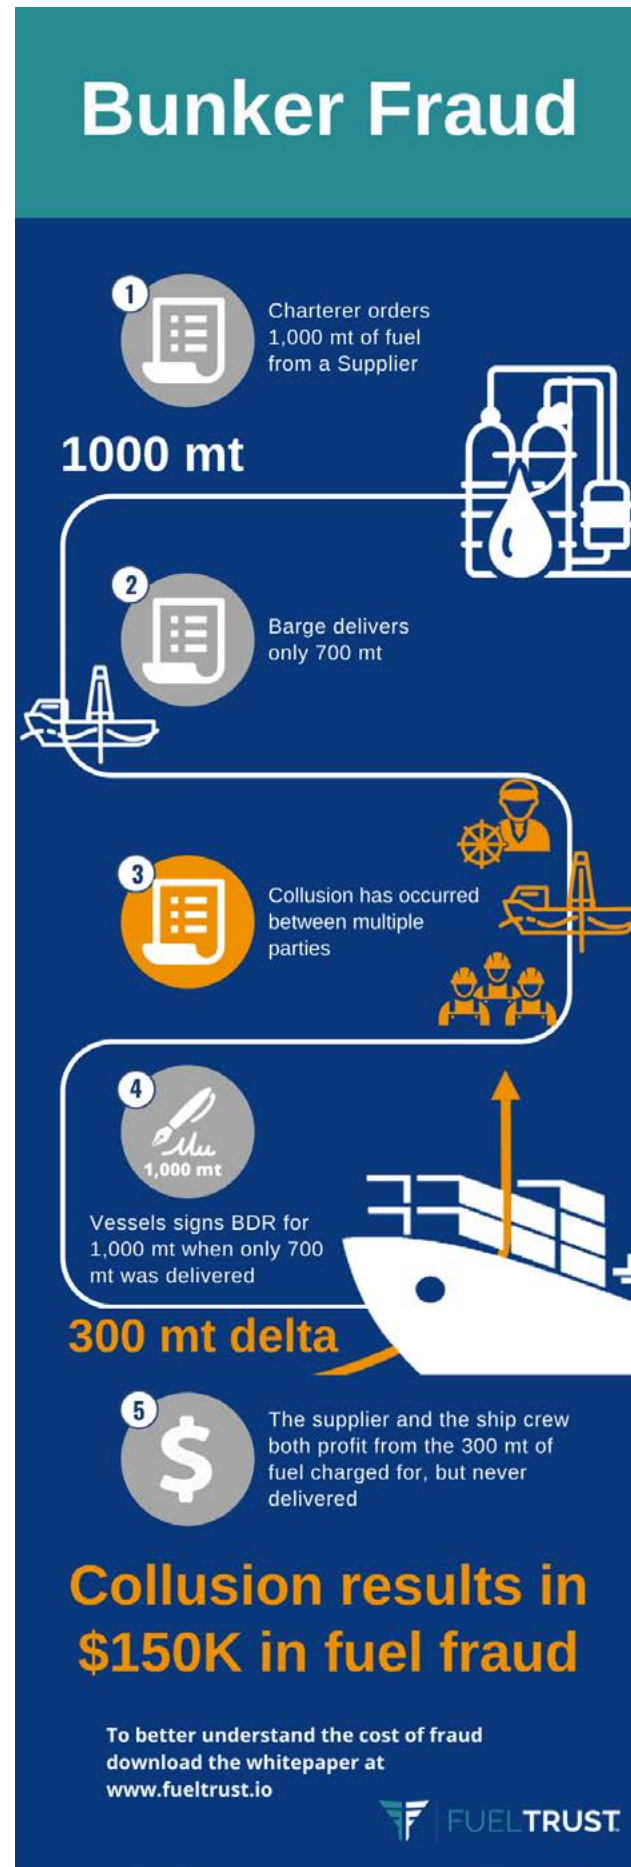 Bunker Fraud
1
Charterer orders
1,000 mt of fuel
from a Supplier
1000 mt
2
Barge delivers
only 700 mt
3
Collusion has occurred
between multiple
parties
4
1,000 mt
Vessels signs BDR for
1,000 mt when only 700
mt was delivered
300 mt delta
5
$
The supplier and the ship crew
both profit from the 300 mt of
fuel charged for, but never
delivered
Collusion results in
$150K in fuel fraud
To better understand the cost of fraud
download the whitepaper at
www.fueltrust.io
FUELTRUST